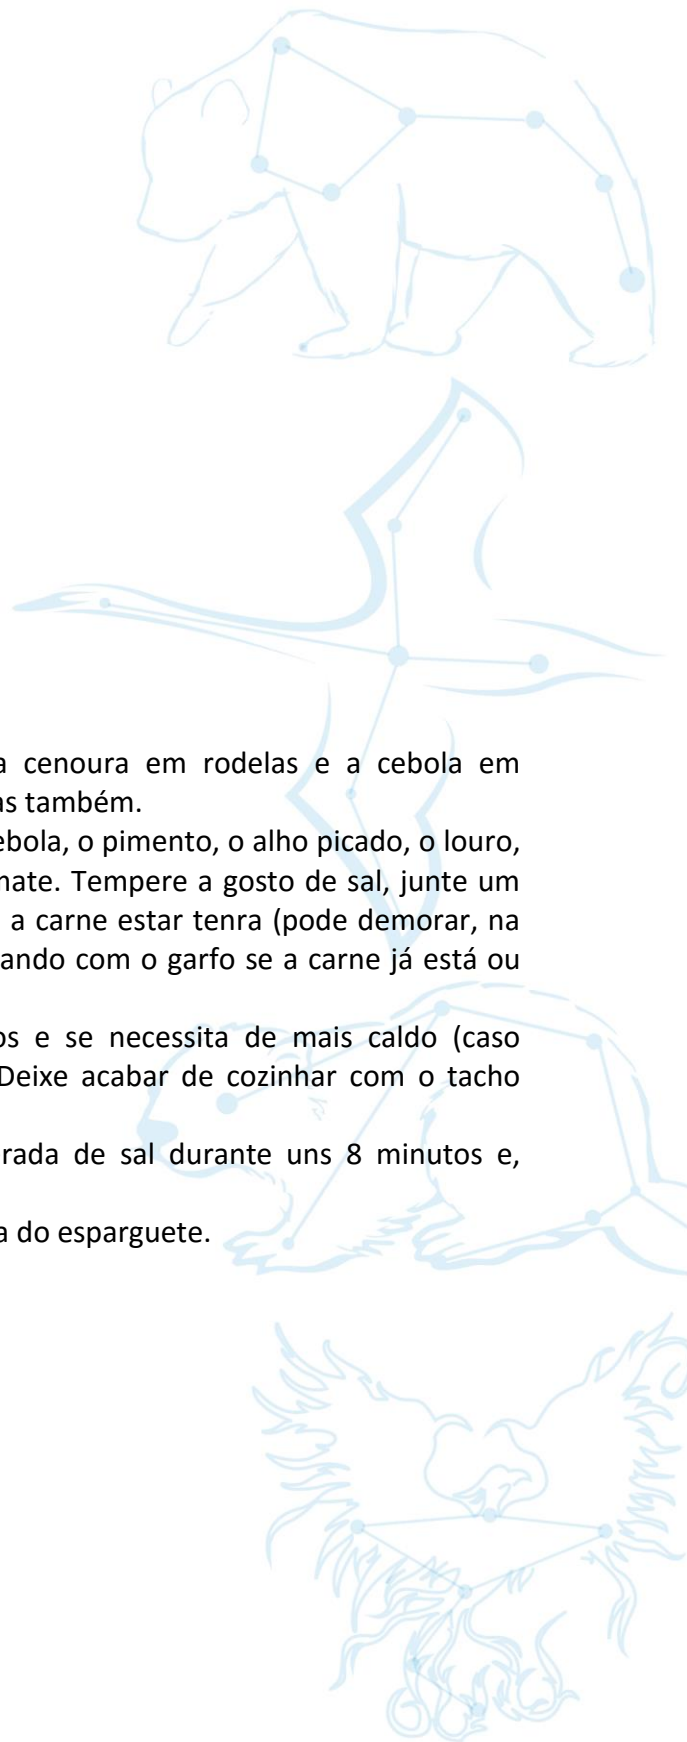 a cenoura em rodelas e a cebola em
as também.
ebola, o pimento, o alho picado, o louro,
mate. Tempere a gosto de sal, junte um
a carne estar tenra (pode demorar, na
ando com o garfo se a carne já está ou
os e se necessita de mais caldo (caso
Deixe acabar de cozinhar com o tacho
rada de sal durante uns 8 minutos e,
a do esparguete.